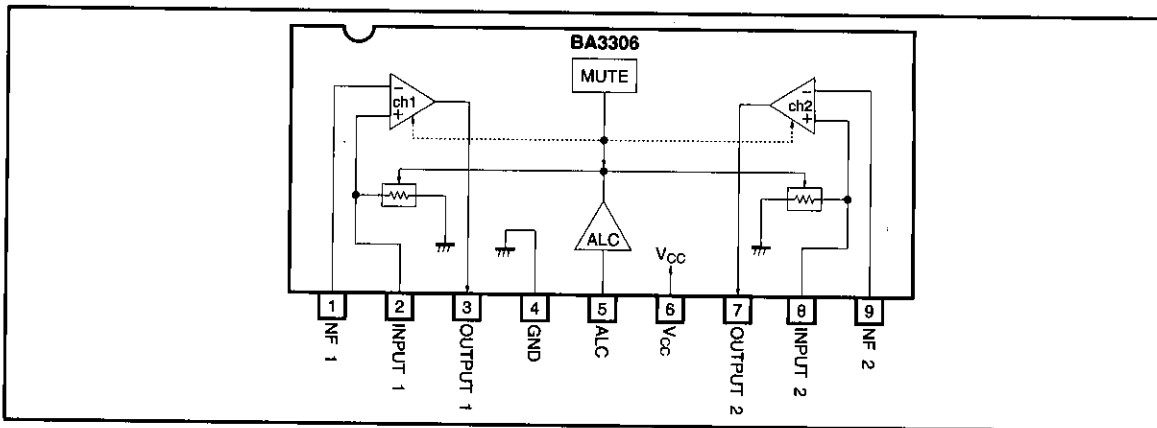 BA3306
MUTE
−
ch1
+
−
ch2
+
ALC
VCC
1
2
3
4
5
6
7
8
9
NF 1
INPUT 1
OUTPUT 1
GND
ALC
VCC
OUTPUT 2
INPUT 2
NF 2